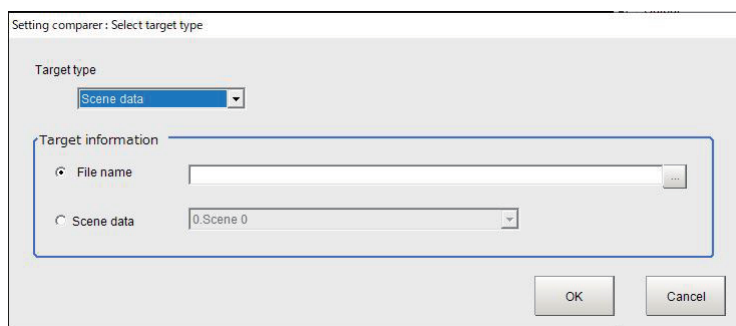 Setting comparer : Select target type
Target type
Scene data
Target information
File name
...
Scene data
0.Scene 0
OK
Cancel